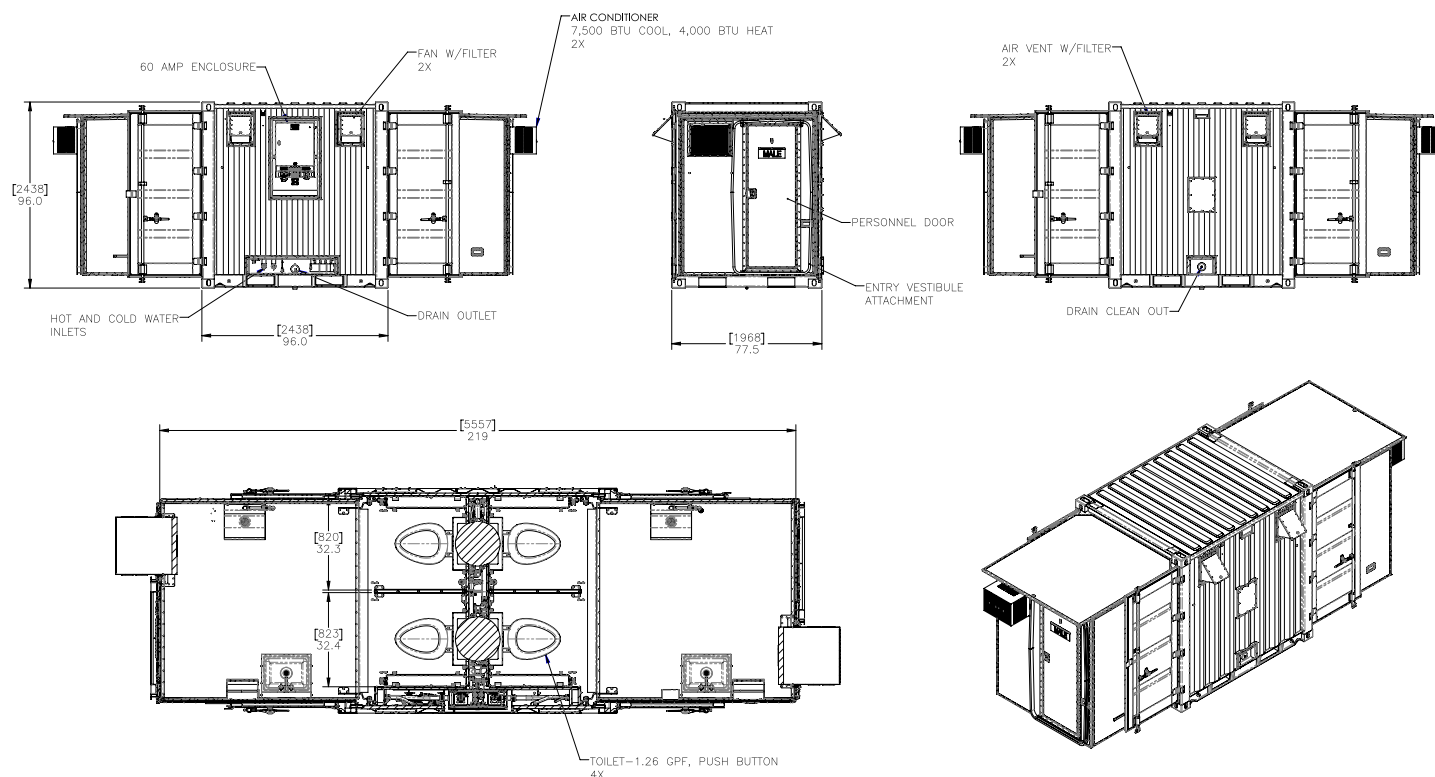 AIR CONDITIONER
7,500 BTU COOL, 4,000 BTU HEAT
2X
FAN W/FILTER
2X
60 AMP ENCLOSURE
AIR VENT W/FILTER
2X
[2438]
96.0
MALE
PERSONNEL DOOR
ENTRY VESTIBULE
ATTACHMENT
HOT AND COLD WATER
INLETS
DRAIN OUTLET
DRAIN CLEAN OUT
[2438]
96.0
[1968]
77.5
[5557]
219
[820]
32.3
[823]
32.4
MALE
TOILET-1.26 GPF, PUSH BUTTON
4X